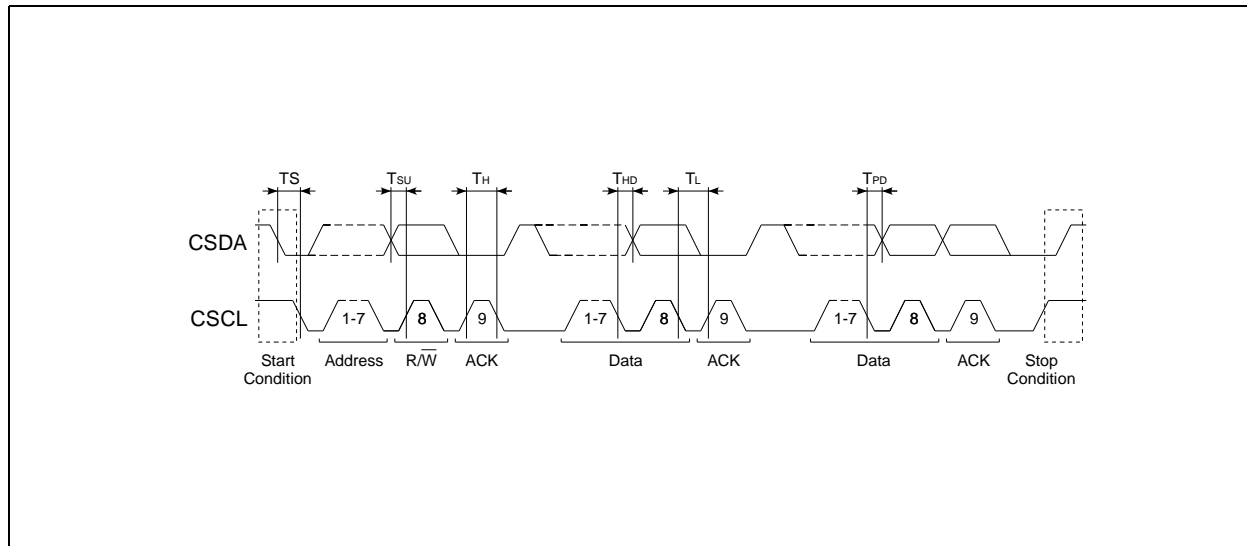 TS TSU TH THD TL TPD
CSDA
CSCL 1-7 8 9 1-7 8 9 1-7 8 9
Start Condition Address R/W̅ ACK Data ACK Data ACK Stop Condition